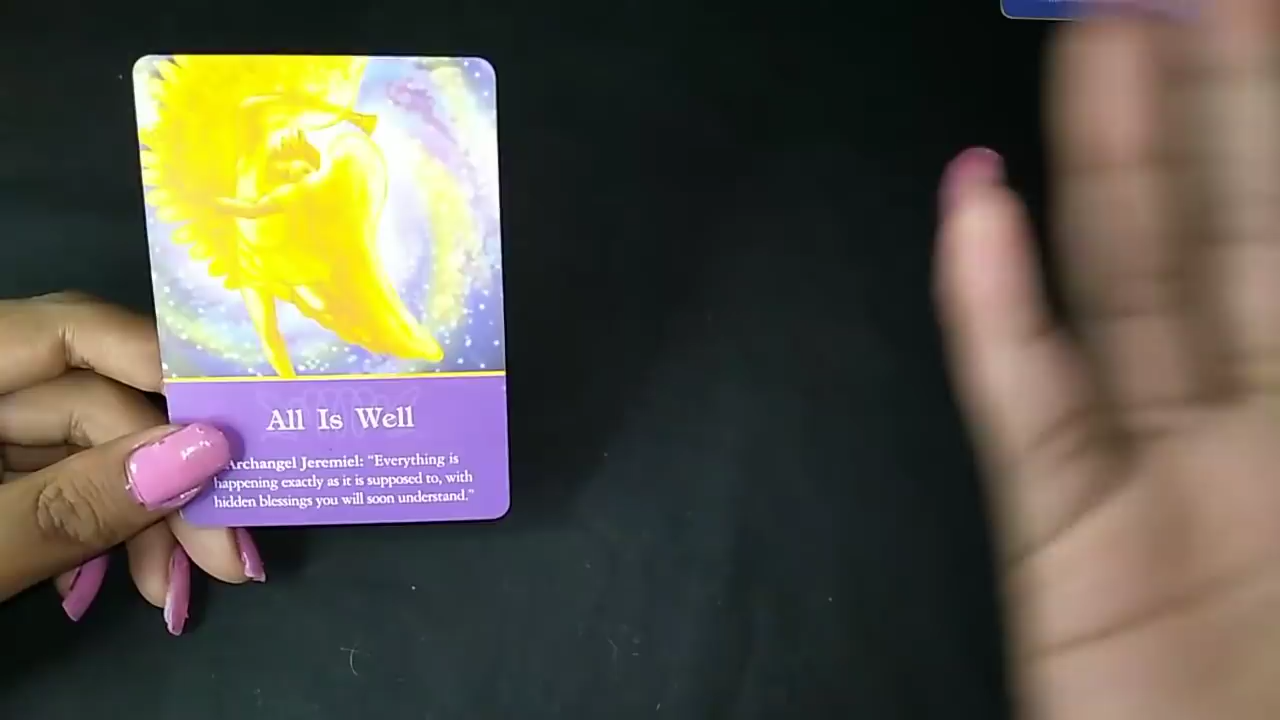 All Is Well
Archangel Jeremiel: “Everything is
happening exactly as it is supposed to, with
hidden blessings you will soon understand.”